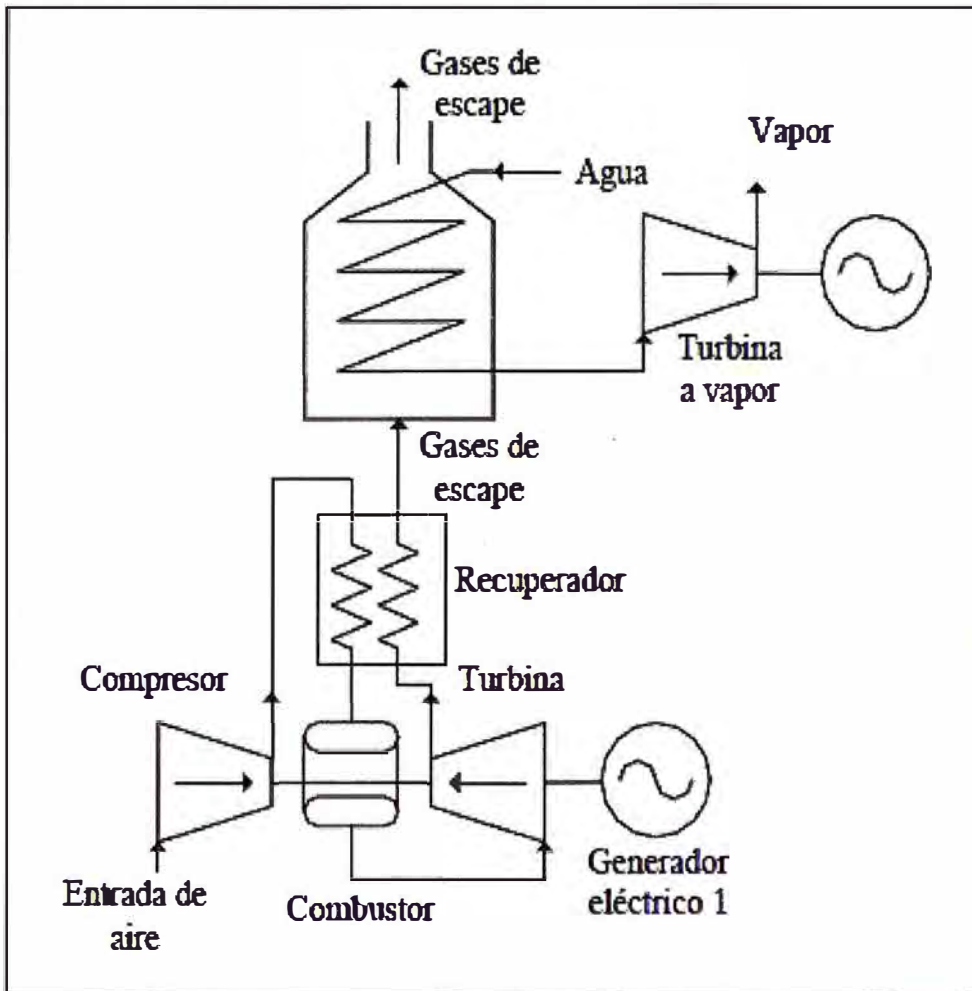 Gases de
escape
Vapor
Agua
Turbina
a vapor
Gases de
escape
Recuperador
Compresor
Turbina
Entrada de
aire
Combustor
Generador
eléctrico 1